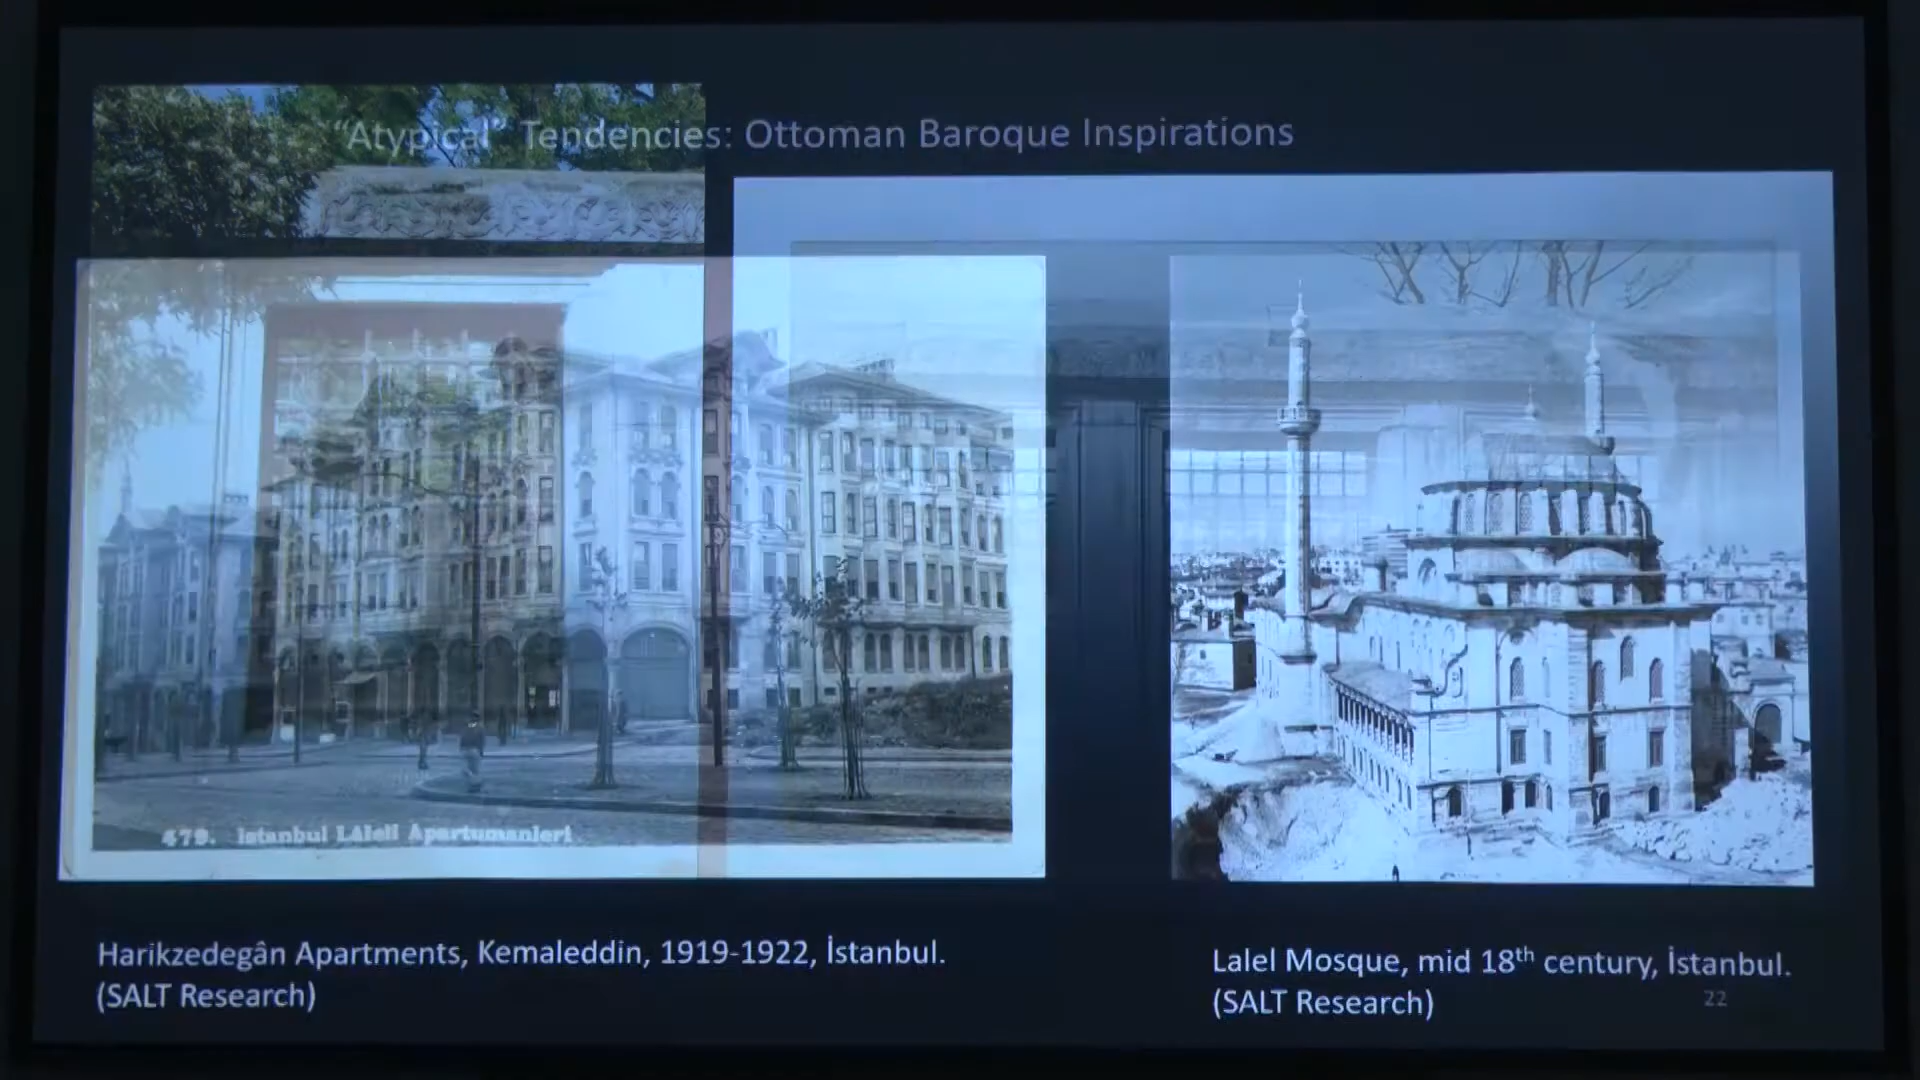 “Atypical” Tendencies: Ottoman Baroque Inspirations
479. Istanbul LAleli Apartumanleri
Harikzedegân Apartments, Kemaleddin, 1919-1922, İstanbul.
(SALT Research)
Lalel Mosque, mid 18th century, İstanbul.
(SALT Research)
22